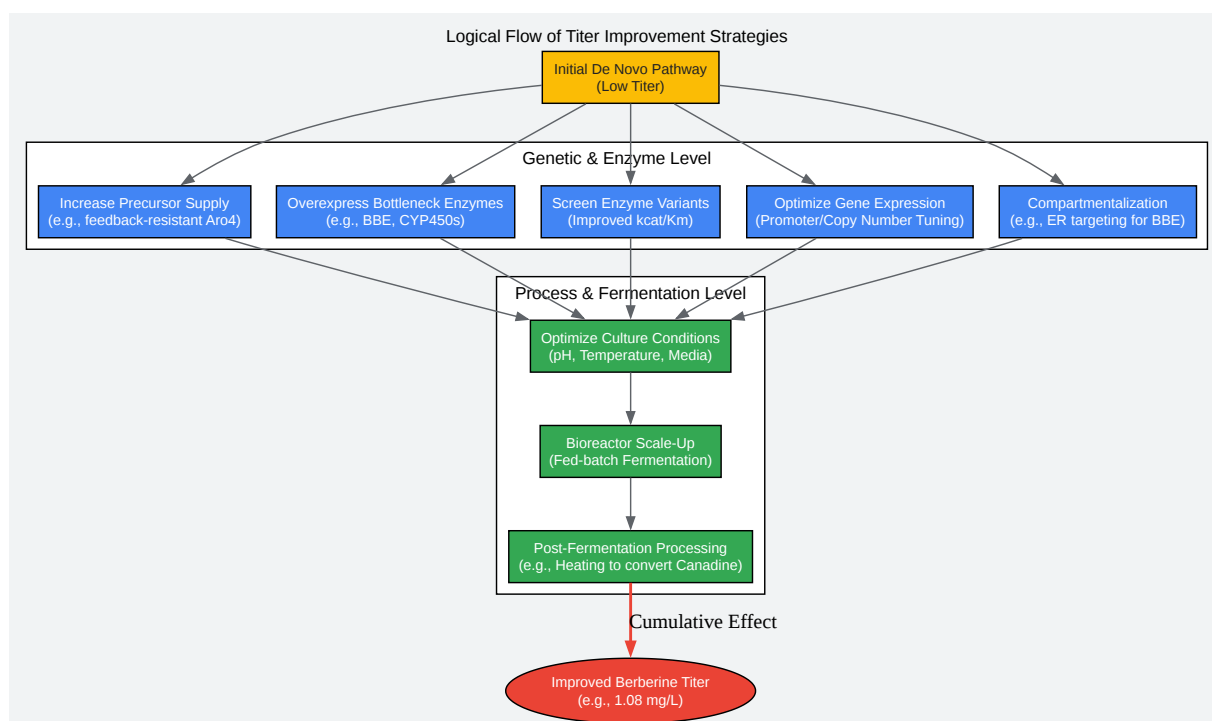 Logical Flow of Titer Improvement Strategies
Initial De Novo Pathway
(Low Titer)
Genetic & Enzyme Level
Increase Precursor Supply
(e.g., feedback-resistant Aro4)
Overexpress Bottleneck Enzymes
(e.g., BBE, CYP450s)
Screen Enzyme Variants
(Improved kcat/Km)
Optimize Gene Expression
(Promoter/Copy Number Tuning)
Compartmentalization
(e.g., ER targeting for BBE)
Process & Fermentation Level
Optimize Culture Conditions
(pH, Temperature, Media)
Bioreactor Scale-Up
(Fed-batch Fermentation)
Post-Fermentation Processing
(e.g., Heating to convert Canadine)
Cumulative Effect
Improved Berberine Titer
(e.g., 1.08 mg/L)